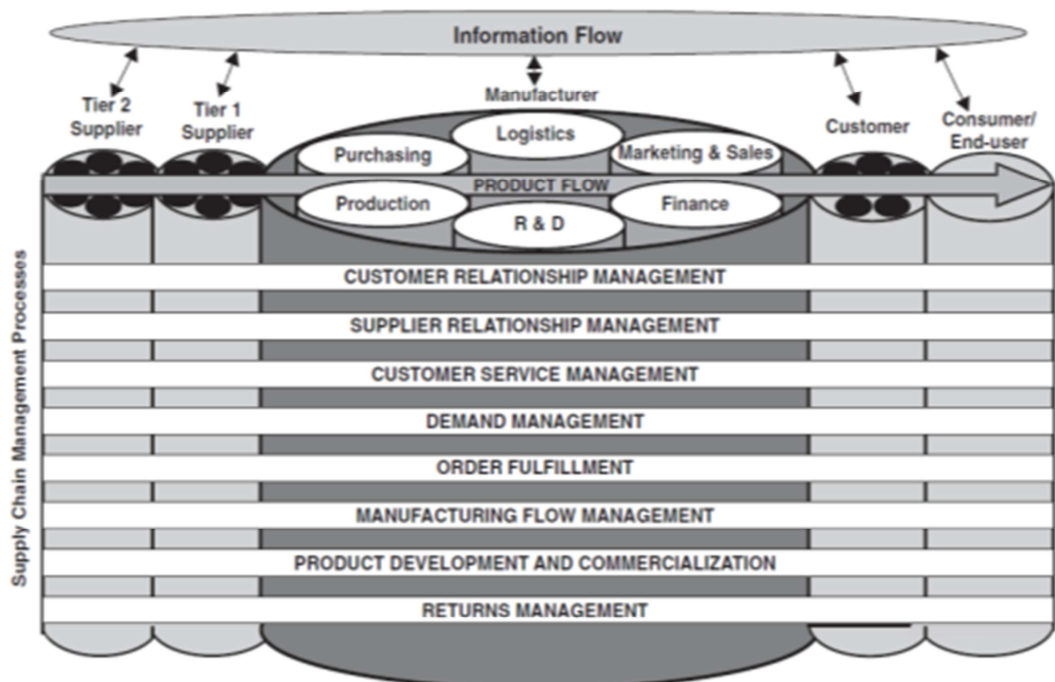 Information Flow
Tier 2
Supplier
Tier 1
Supplier
Manufacturer
Customer
Consumer/
End-user
Logistics
Purchasing
Marketing & Sales
PRODUCT FLOW
Production
R & D
Finance
Supply Chain Management Processes
CUSTOMER RELATIONSHIP MANAGEMENT
SUPPLIER RELATIONSHIP MANAGEMENT
CUSTOMER SERVICE MANAGEMENT
DEMAND MANAGEMENT
ORDER FULFILLMENT
MANUFACTURING FLOW MANAGEMENT
PRODUCT DEVELOPMENT AND COMMERCIALIZATION
RETURNS MANAGEMENT